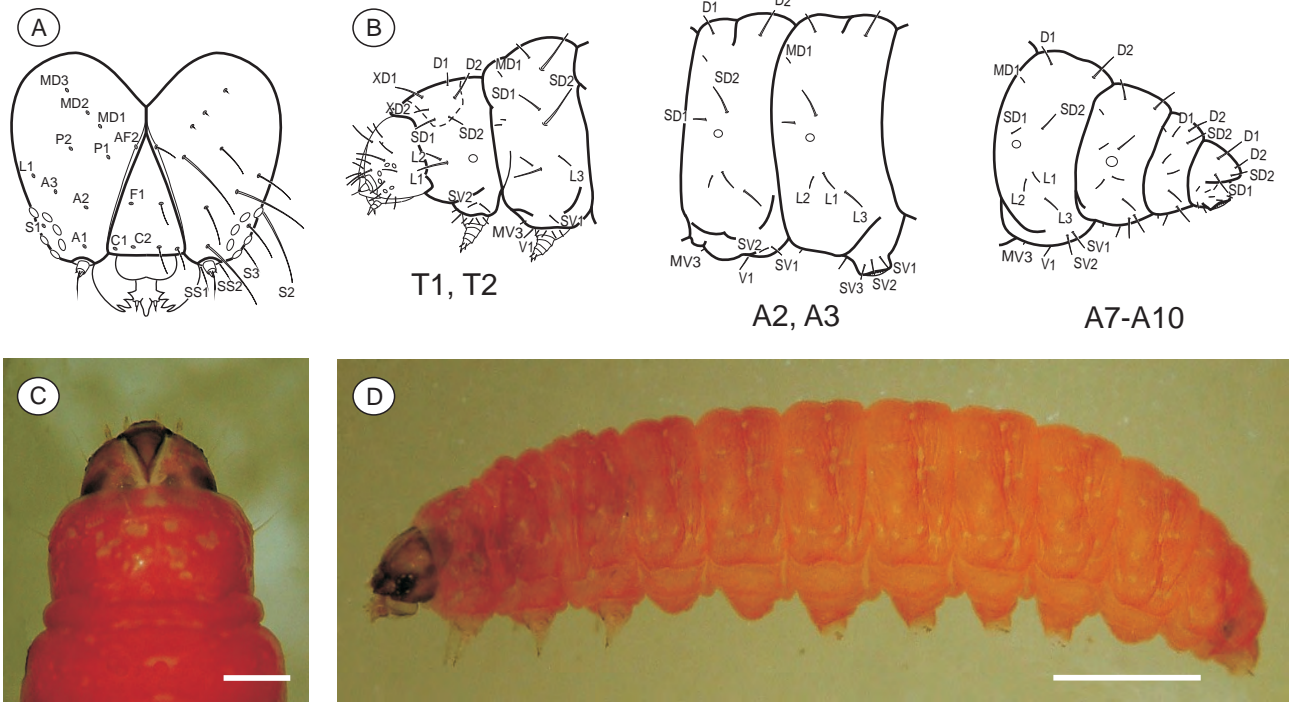 A
MD3
MD2
MD1
P2
AF2
P1
L1
A3
A2
F1
S1
A1
C1
C2
S3
SS1
SS2
S2
B
D1
D2
MD1
XD1
SD2
XD2
SD1
SD1
SD2
L2
L1
L3
SV2
MV3
V1
SV1
T1, T2
D1
D2
MD1
SD2
SD1
L2
L1
L3
SV2
MV3
V1
SV1
SV1
SV3
SV2
A2, A3
D1
D2
MD1
SD1
SD2
D1
D2
SD2
D1
D2
SD2
SD1
L1
L2
L3
MV3
V1
SV2
SV1
A7-A10
C
D